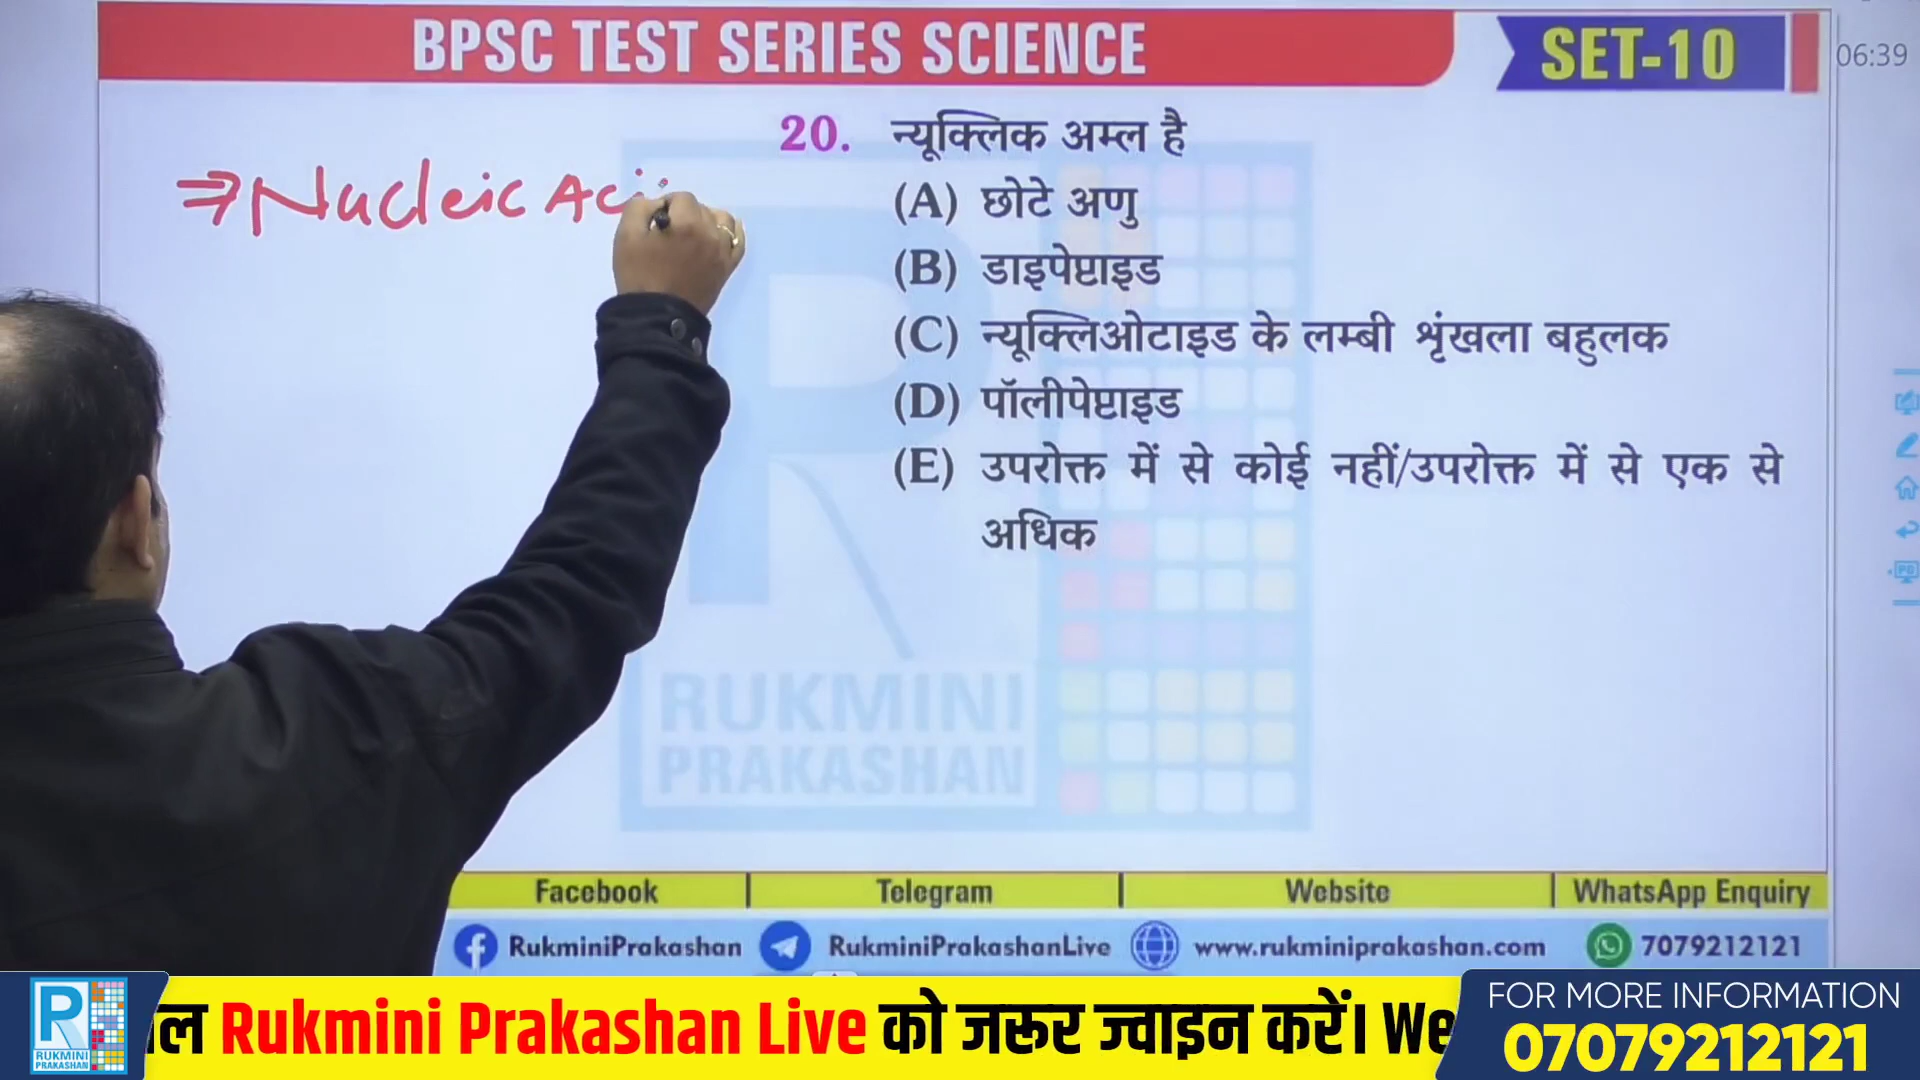 BPSC TEST SERIES SCIENCE
SET-10
06:39
20. न्यूक्लिक अम्ल है
⇒ Nucleic Aci
(A) छोटे अणु
(B) डाइपेप्टाइड
(C) न्यूक्लिओटाइड के लम्बी शृंखला बहुलक
(D) पॉलीपेप्टाइड
(E) उपरोक्त में से कोई नहीं/उपरोक्त में से एक से
अधिक
RUKMINI
PRAKASHAN
Facebook | Telegram | Website | WhatsApp Enquiry
RukminiPrakashan RukminiPrakashanLive www.rukminiprakashan.com 7079212121
R
RUKMINI
PRAKASHAN
ल Rukmini Prakashan Live को जरूर ज्वाइन करें। We
FOR MORE INFORMATION
07079212121